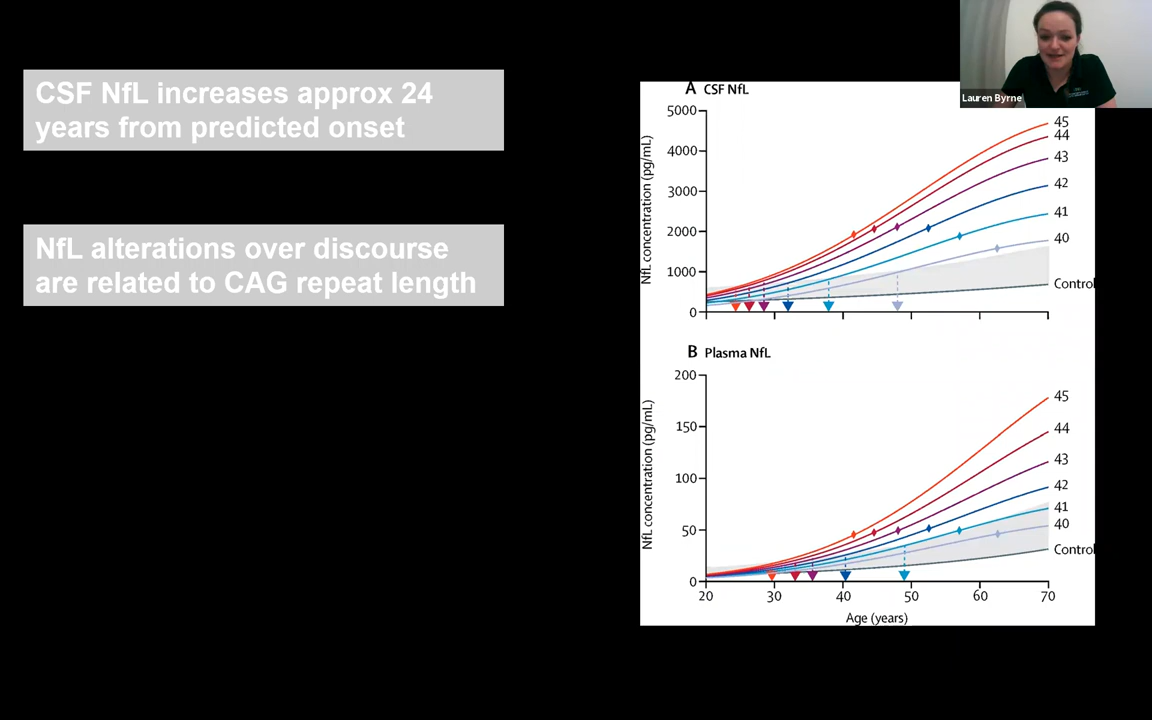 CSF NfL increases approx 24
years from predicted onset
NfL alterations over discourse
are related to CAG repeat length
Lauren Byrne
A CSF NfL
NfL concentration (pg/mL)
5000
4000
3000
2000
1000
0
45
44
43
42
41
40
Control
B Plasma NfL
NfL concentration (pg/mL)
200
150
100
50
0
45
44
43
42
41
40
Control
20 30 40 50 60 70
Age (years)